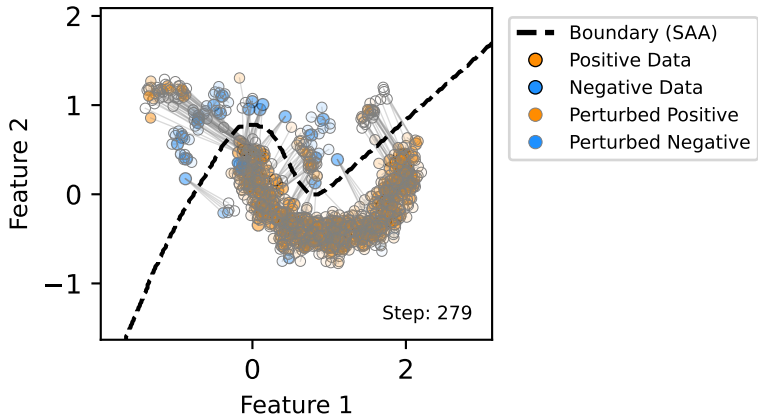 2
1
0
−1
Feature 2
0
2
Feature 1
Step: 279
Boundary (SAA)
Positive Data
Negative Data
Perturbed Positive
Perturbed Negative